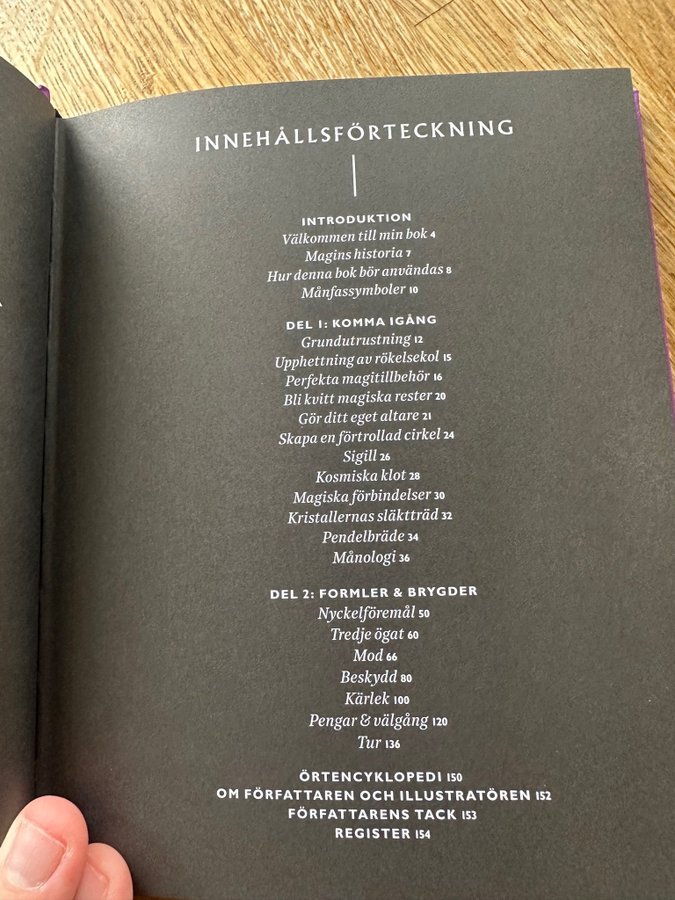 INNEHÅLLSFÖRTECKNING
INTRODUKTION
Välkommen till min bok 4
Magins historia 7
Hur denna bok bör användas 8
Månfassymboler 10
DEL 1: KOMMA IGÅNG
Grundutrustning 12
Upphettning av rökelsekol 15
Perfekta magitillbehör 16
Bli kvitt magiska rester 20
Gör ditt eget altare 21
Skapa en förtrollad cirkel 24
Sigill 26
Kosmiska klot 28
Magiska förbindelser 30
Kristallernas släktträd 32
Pendelbräde 34
Månologi 36
DEL 2: FORMLER & BRYGDER
Nyckelföremål 50
Tredje ögat 60
Mod 66
Beskydd 80
Kärlek 100
Pengar & välgång 120
Tur 136
ÖRTENCYKLOPEDI 150
OM FÖRFATTAREN OCH ILLUSTRATÖREN 152
FÖRFATTARENS TACK 153
REGISTER 154